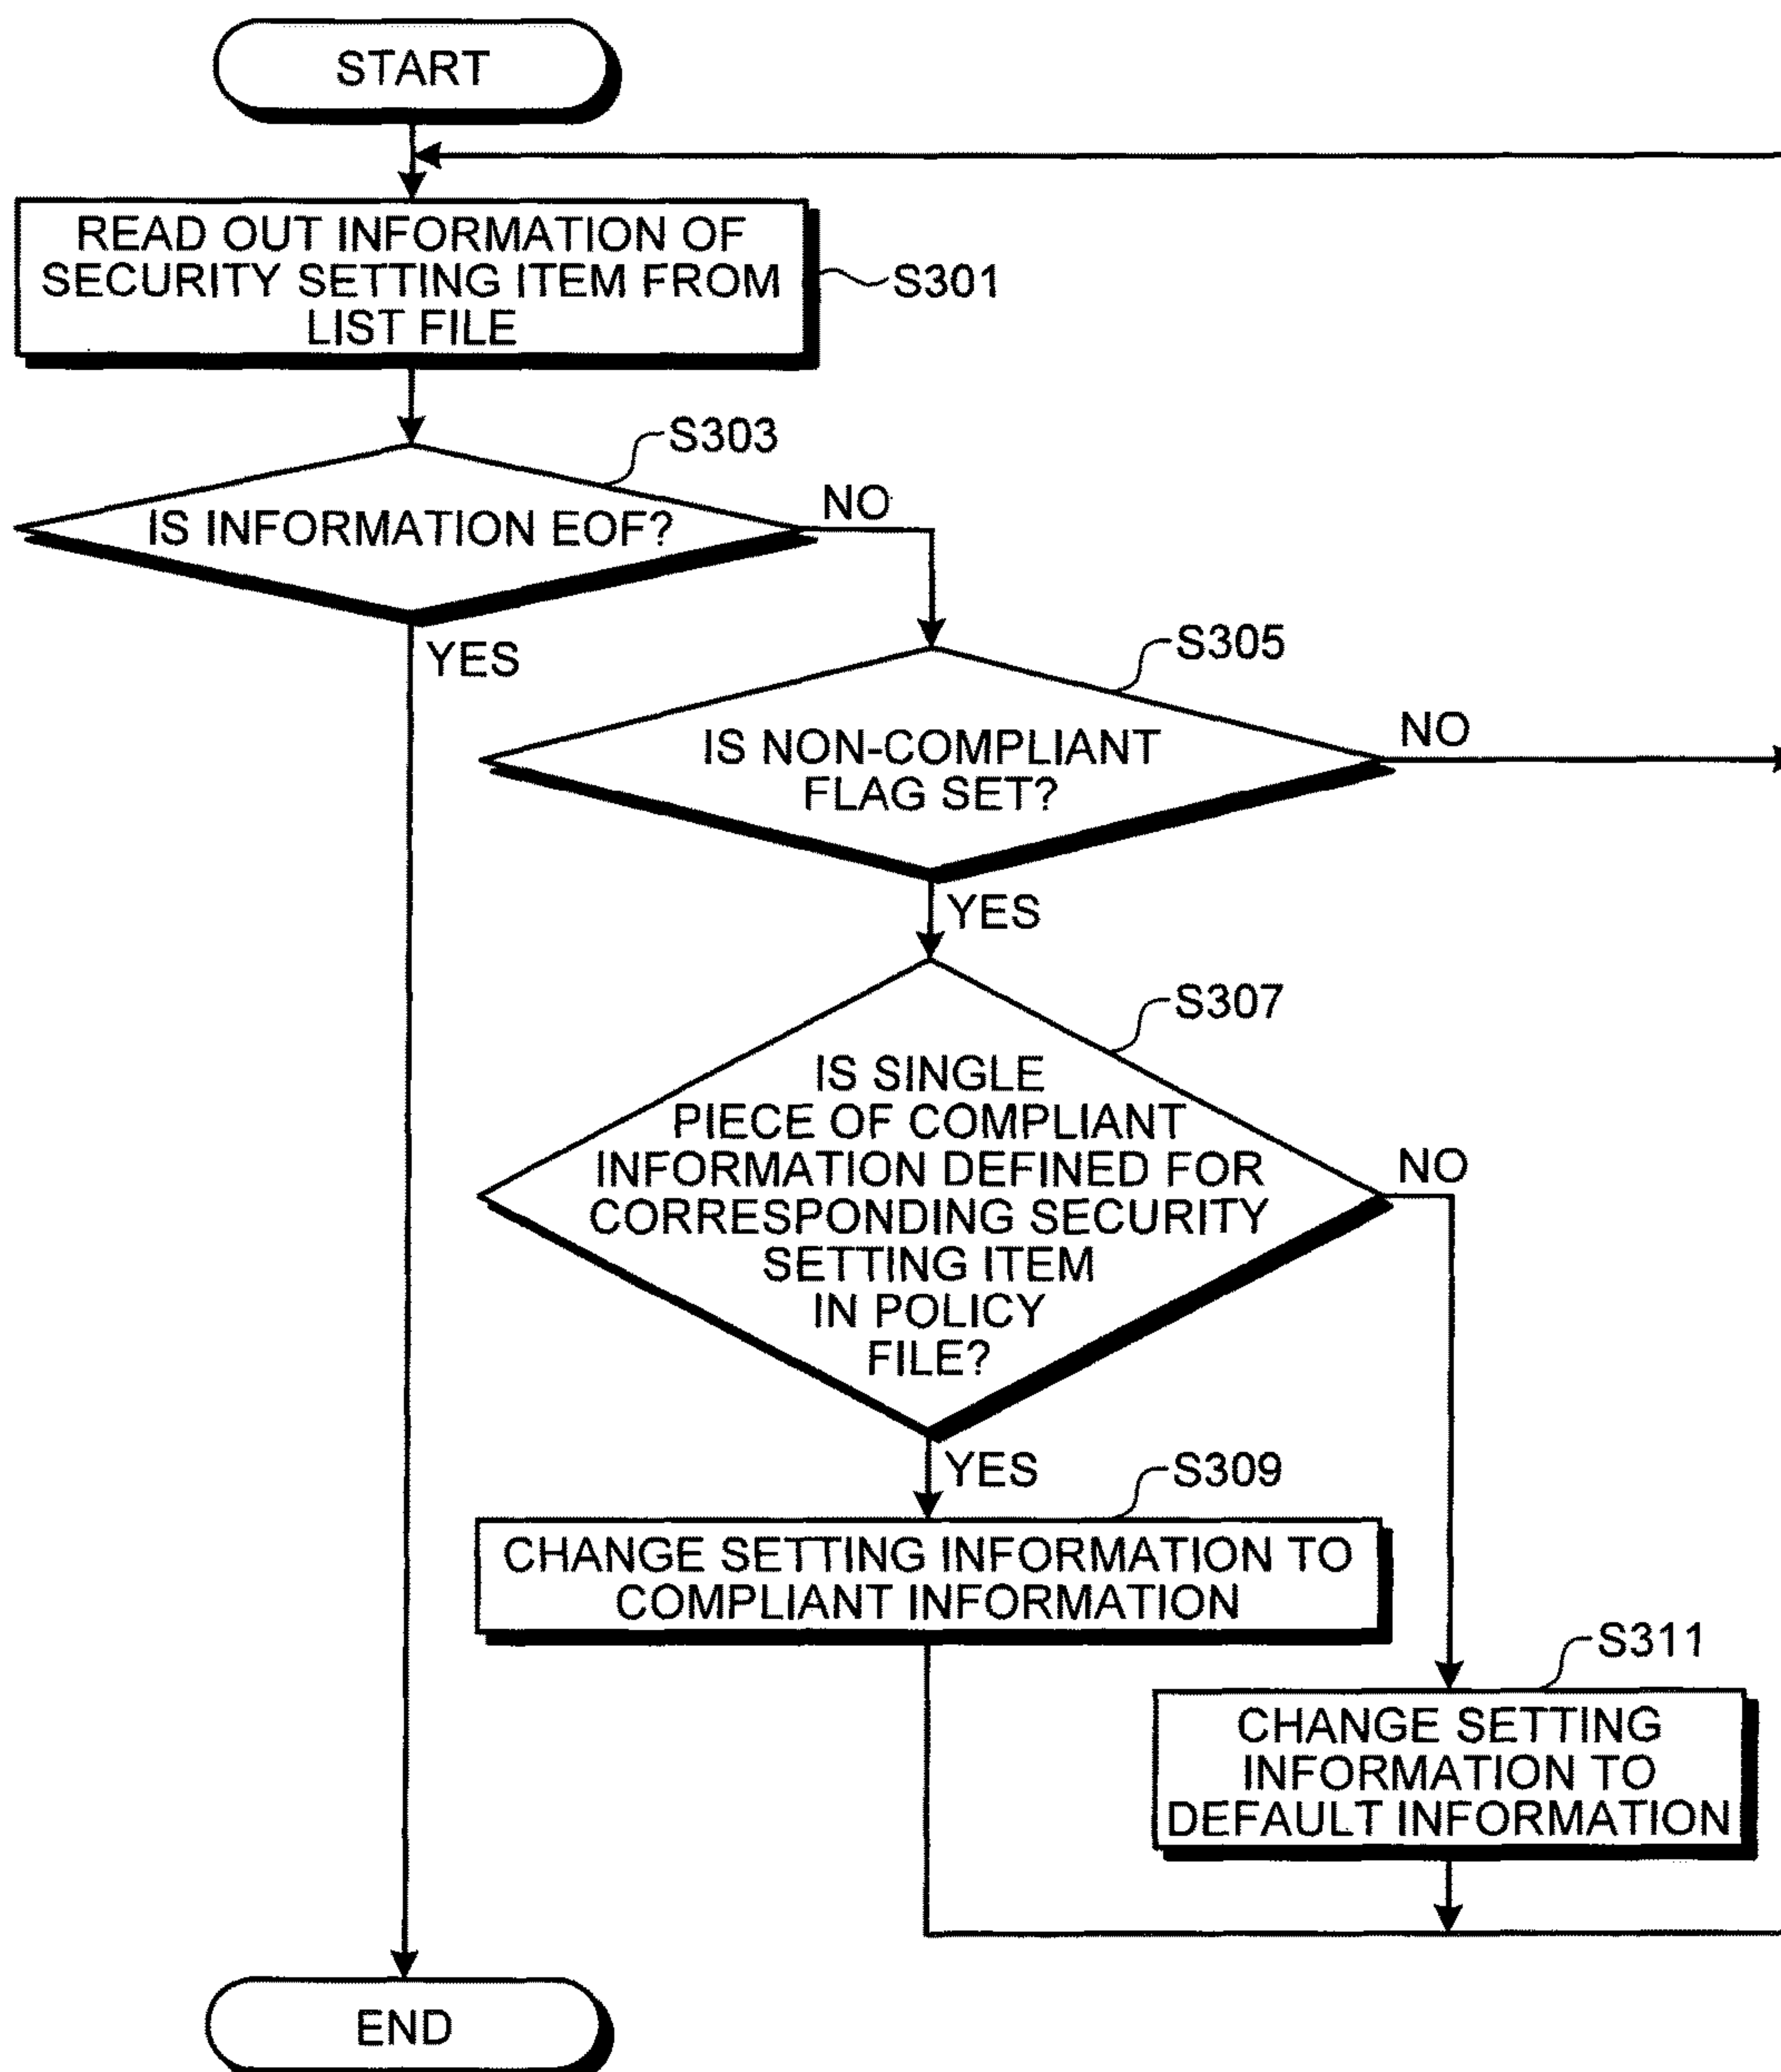 START
READ OUT INFORMATION OF
SECURITY SETTING ITEM FROM
LIST FILE
S301
S303
IS INFORMATION EOF?
NO
YES
S305
IS NON-COMPLIANT
FLAG SET?
NO
YES
S307
IS SINGLE
PIECE OF COMPLIANT
INFORMATION DEFINED FOR
CORRESPONDING SECURITY
SETTING ITEM
IN POLICY
FILE?
NO
YES
S309
CHANGE SETTING INFORMATION TO
COMPLIANT INFORMATION
S311
CHANGE SETTING
INFORMATION TO
DEFAULT INFORMATION
END